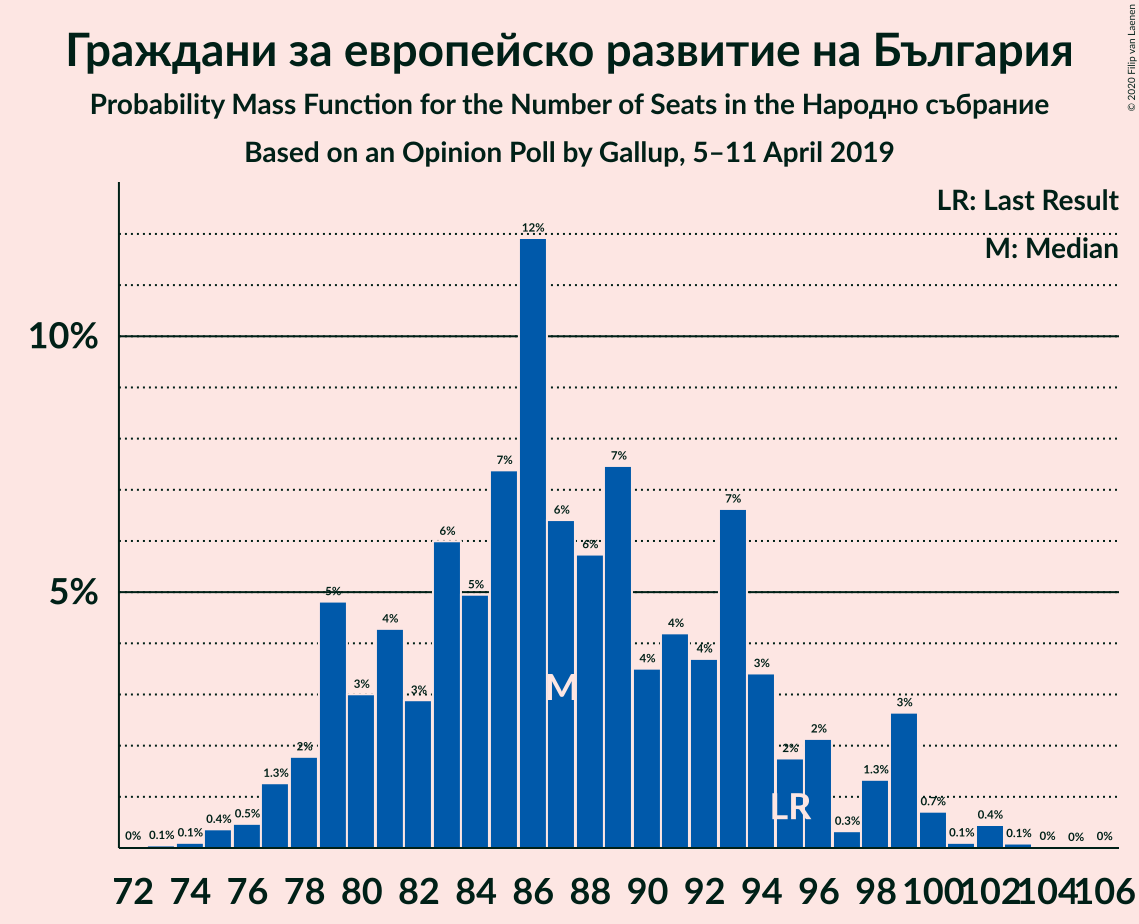 Граждани за европейско развитие на България
Probability Mass Function for the Number of Seats in the Народно събрание
Based on an Opinion Poll by Gallup, 5–11 April 2019
© 2020 Filip van Laenen
LR: Last Result
M: Median
10%
5%
0% 0.1% 0.1% 0.4% 0.5% 1.3% 2% 5% 3% 4% 3% 6% 5% 7% 12% 6% 6% 7% 4% 4% 4% 7% 3% 2% 2% 0.3% 1.3% 3% 0.7% 0.1% 0.4% 0.1% 0% 0% 0%
M
LR
72 74 76 78 80 82 84 86 88 90 92 94 96 98 100 102 104 106